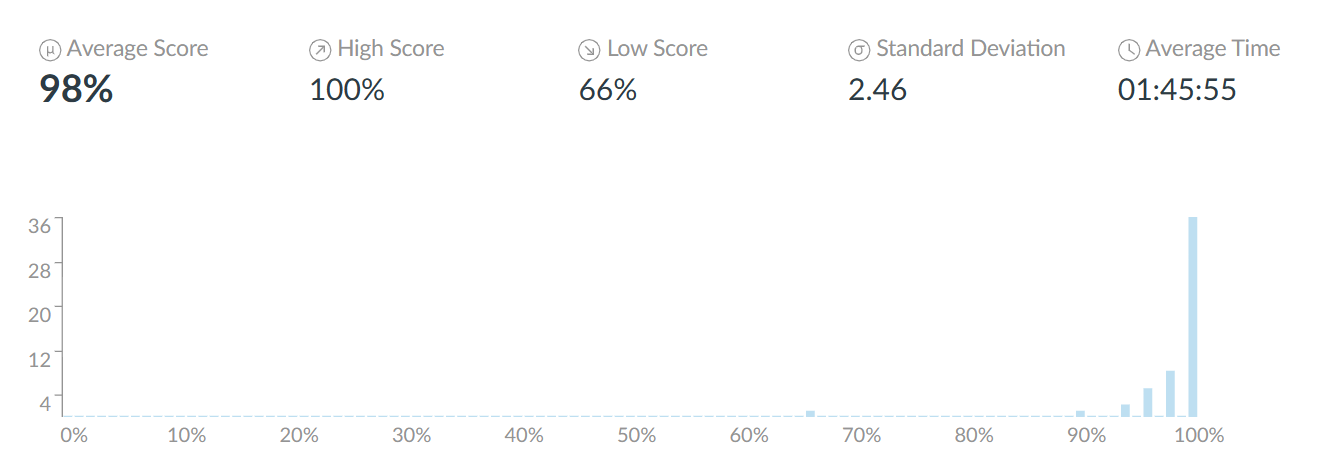 μ Average Score
98%
High Score
100%
Low Score
66%
σ Standard Deviation
2.46
Average Time
01:45:55
36
28
20
12
4
0% 10% 20% 30% 40% 50% 60% 70% 80% 90% 100%